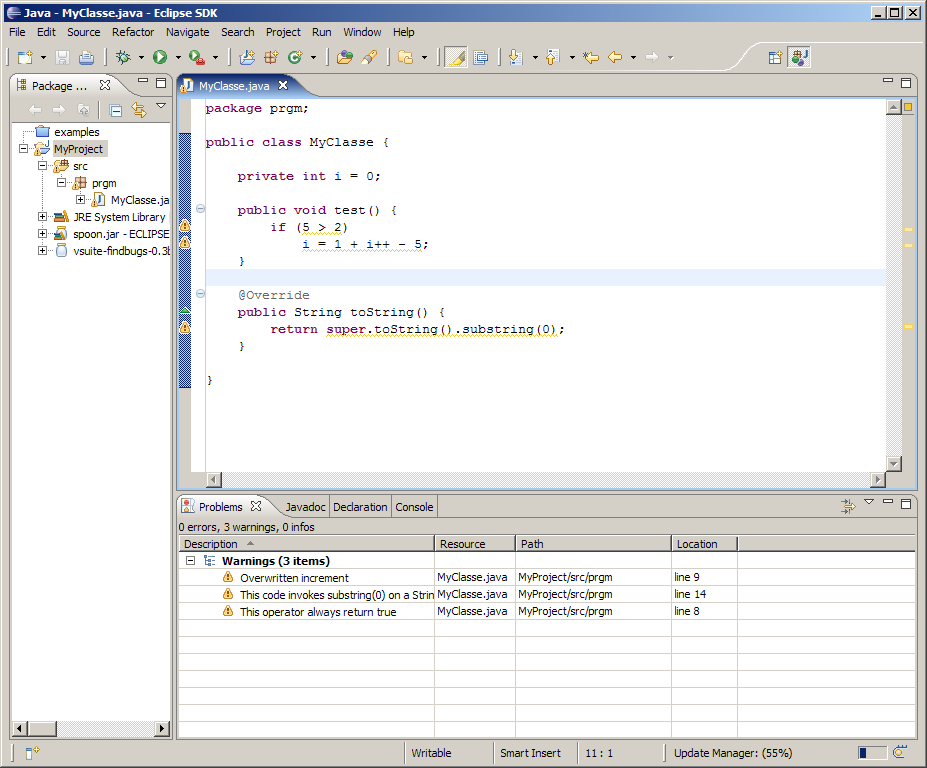 Java - MyClasse.java - Eclipse SDK
File Edit Source Refactor Navigate Search Project Run Window Help
Package ...
MyClasse.java
examples
MyProject
src
prgm
MyClasse.ja
JRE System Library
spoon.jar - ECLIPSE
vsuite-findbugs-0.3b
package prgm;
public class MyClasse {
private int i = 0;
public void test() {
if (5 > 2)
i = 1 + i++ - 5;
}
@Override
public String toString() {
return super.toString().substring(0);
}
}
Problems Javadoc Declaration Console
0 errors, 3 warnings, 0 infos
Description Resource Path Location
Warnings (3 items)
Overwritten increment MyClasse.java MyProject/src/prgm line 9
This code invokes substring(0) on a Strin MyClasse.java MyProject/src/prgm line 14
This operator always return true MyClasse.java MyProject/src/prgm line 8
Writable Smart Insert 11 : 1 Update Manager: (55%)